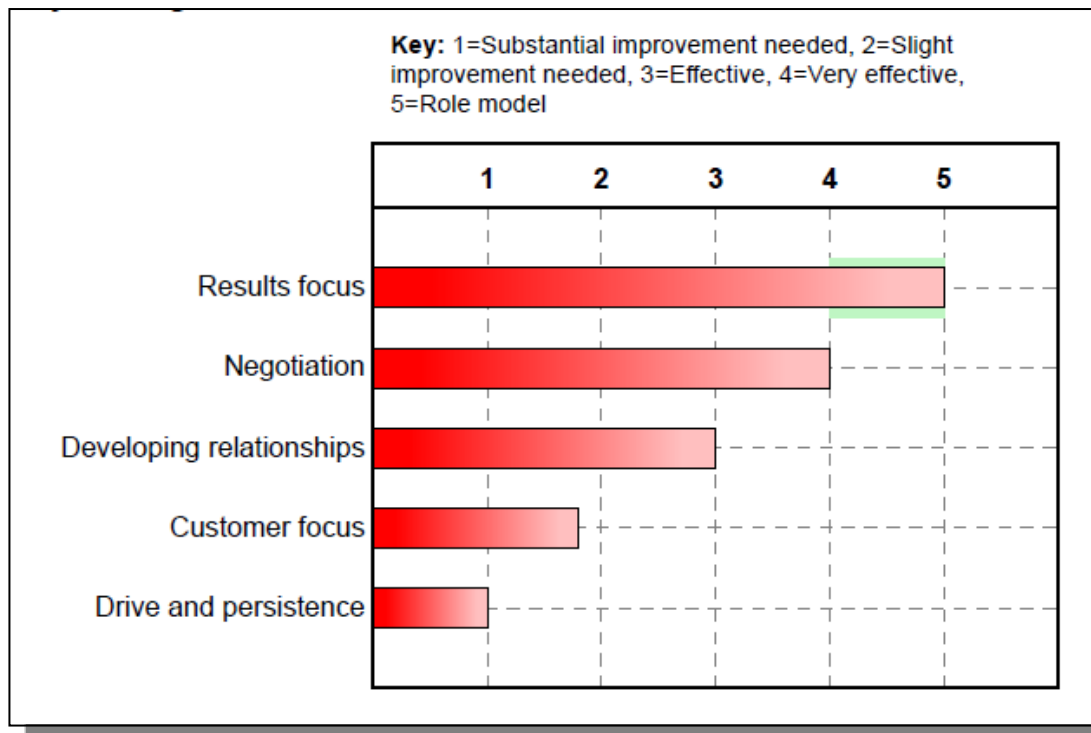 Key: 1=Substantial improvement needed, 2=Slight
improvement needed, 3=Effective, 4=Very effective,
5=Role model
1 2 3 4 5
Results focus
Negotiation
Developing relationships
Customer focus
Drive and persistence